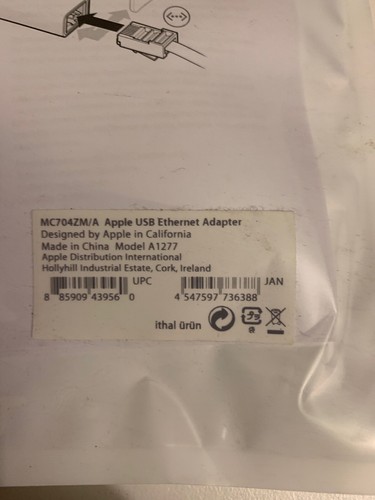 MC704ZM/A Apple USB Ethernet Adapter
Designed by Apple in California
Made in China Model A1277
Apple Distribution International
Hollyhill Industrial Estate, Cork, Ireland
UPC JAN
8 85909 43956 0 4 547597 736388
ithal ürün